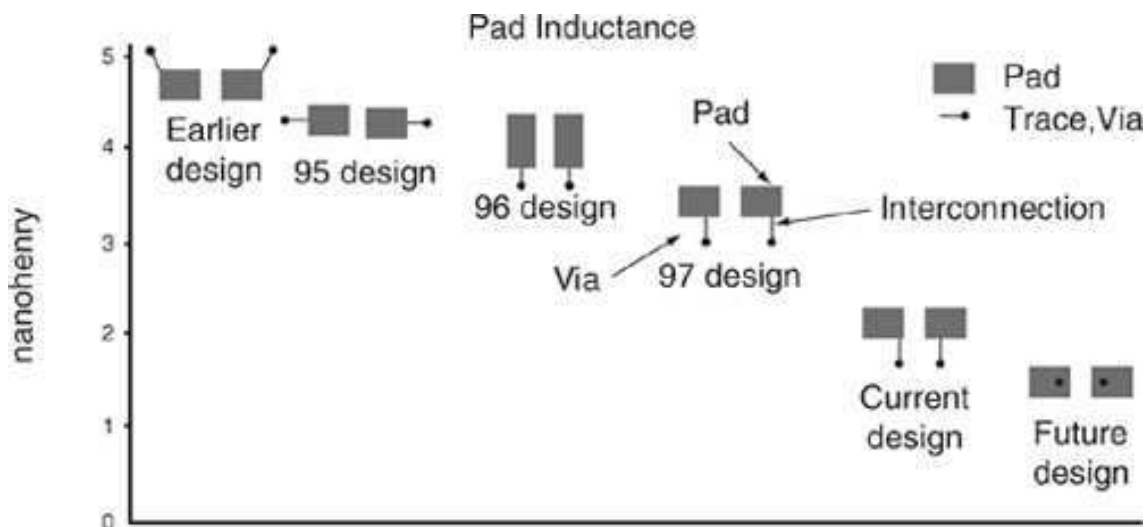 Pad Inductance
5
4
3
2
1
0
nanohenry
Pad
Trace,Via
Earlier
design
95 design
96 design
Pad
Interconnection
Via
97 design
Current
design
Future
design